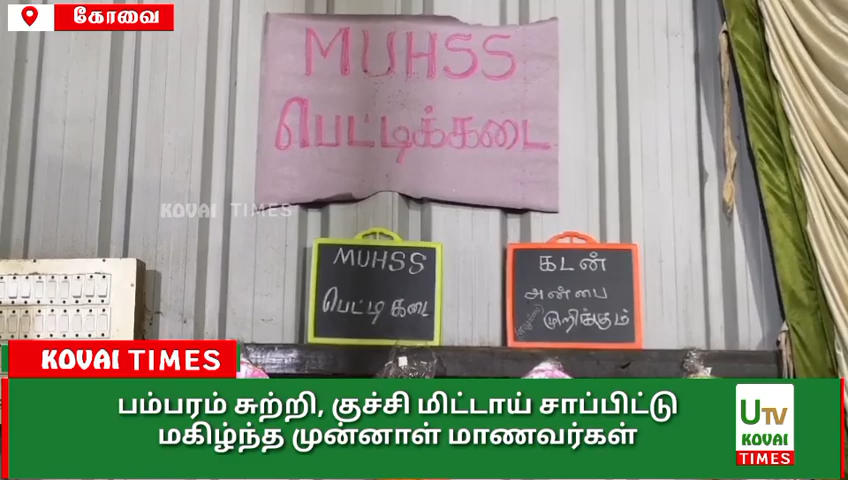 கோவை
MUHSS
பெட்டிக்கடை
KOVAI TIMES
MUHSS
பெட்டி கடை
கடன்
அன்பை
முறிக்கும்
KOVAI TIMES
பம்பரம் சுற்றி, குச்சி மிட்டாய் சாப்பிட்டு
மகிழ்ந்த முன்னாள் மாணவர்கள்
UTV
KOVAI
TIMES